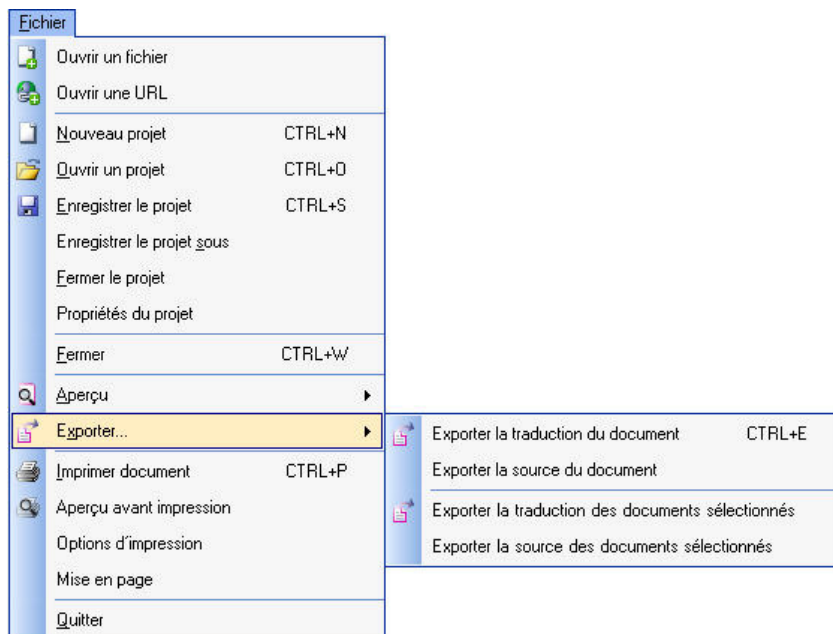 Fichier
Ouvrir un fichier
Ouvrir une URL
Nouveau projet CTRL+N
Ouvrir un projet CTRL+O
Enregistrer le projet CTRL+S
Enregistrer le projet sous
Fermer le projet
Propriétés du projet
Fermer CTRL+W
Aperçu
Exporter...
Exporter la traduction du document CTRL+E
Exporter la source du document
Exporter la traduction des documents sélectionnés
Exporter la source des documents sélectionnés
Imprimer document CTRL+P
Aperçu avant impression
Options d'impression
Mise en page
Quitter